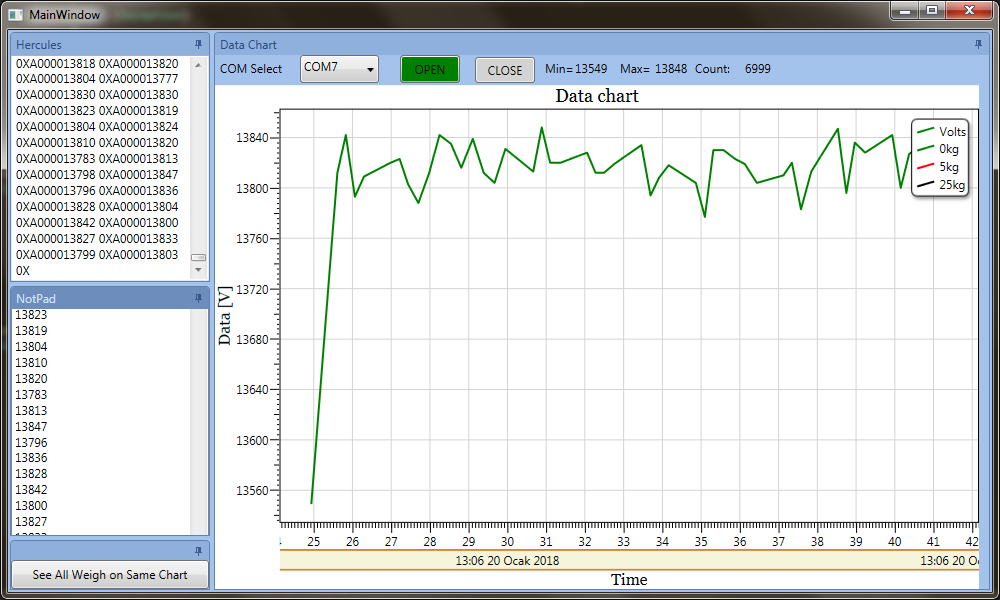 MainWindow
Hercules
0XA000013818 0XA000013820
0XA000013804 0XA000013777
0XA000013830 0XA000013830
0XA000013823 0XA000013819
0XA000013804 0XA000013824
0XA000013810 0XA000013820
0XA000013783 0XA000013813
0XA000013798 0XA000013847
0XA000013796 0XA000013836
0XA000013828 0XA000013804
0XA000013842 0XA000013800
0XA000013827 0XA000013833
0XA000013799 0XA000013803
0X
NotPad
13823
13819
13804
13810
13820
13783
13813
13847
13796
13836
13828
13842
13800
13827
See All Weigh on Same Chart
Data Chart
COM Select COM7 OPEN CLOSE Min= 13549 Max= 13848 Count: 6999
Data chart
Volts
0kg
5kg
25kg
Data [V]
13840
13800
13760
13720
13680
13640
13600
13560
25 26 27 28 29 30 31 32 33 34 35 36 37 38 39 40 41 42
13:06 20 Ocak 2018 13:06 20 O
Time